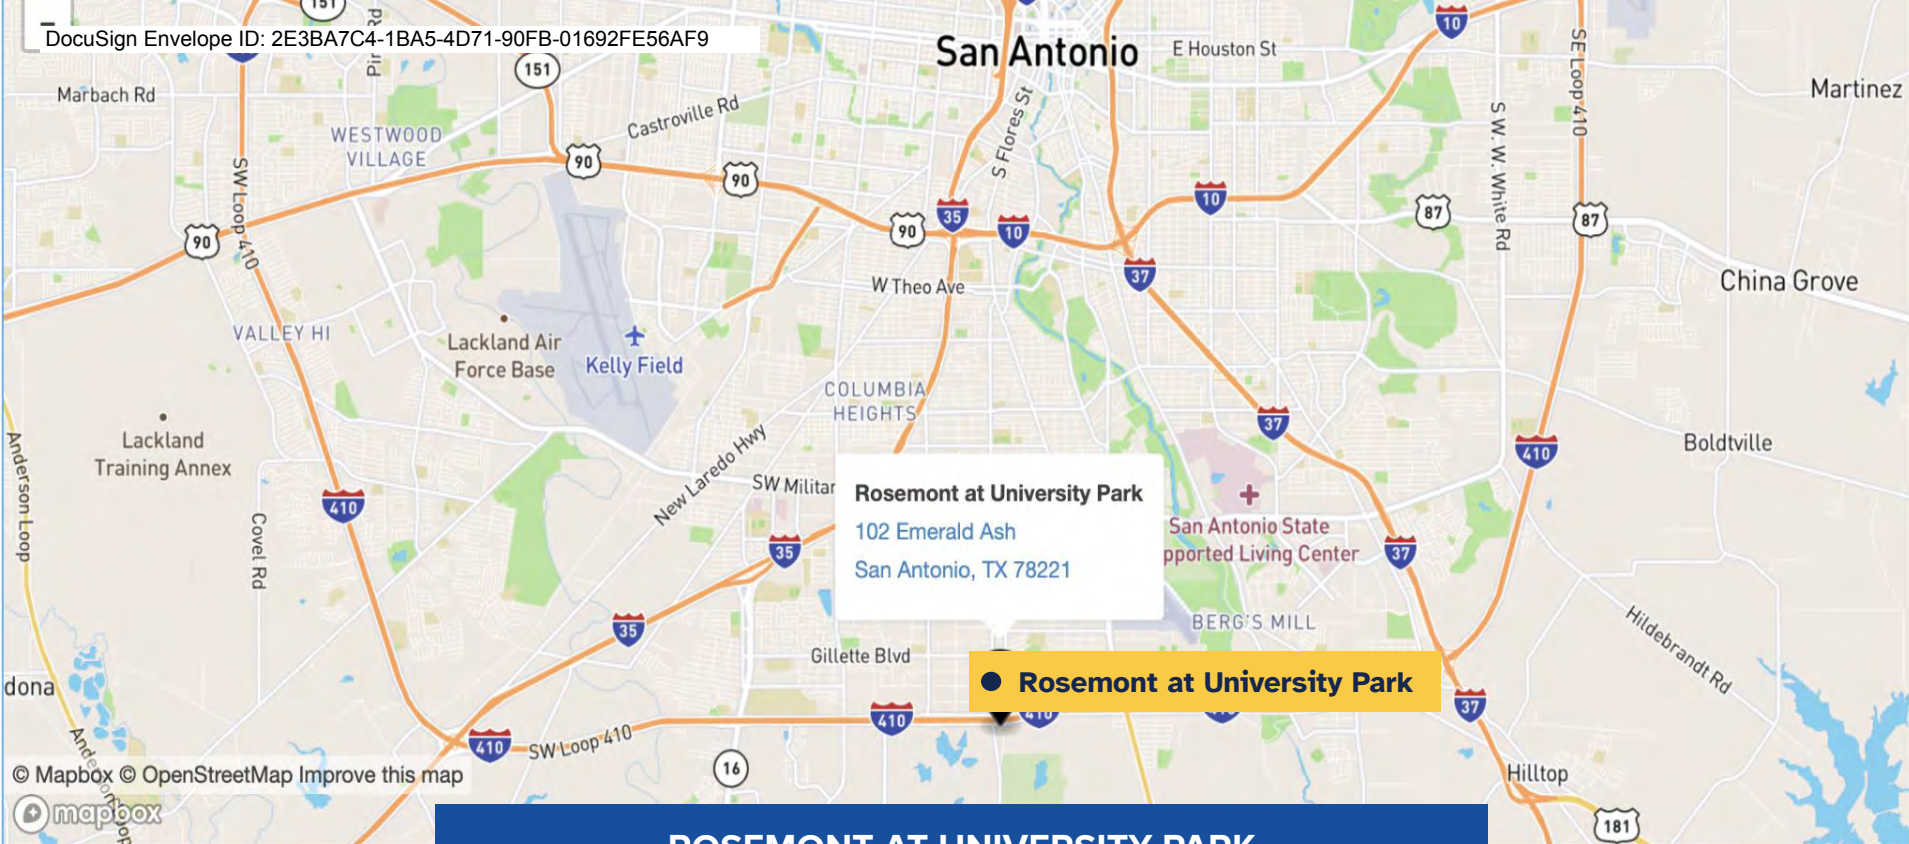 151
DocuSign Envelope ID: 2E3BA7C4-1BA5-4D71-90FB-01692FE56AF9
San Antonio
E Houston St
10
SE Loop 410
Martinez
Marbach Rd
151
Castroville Rd
S Flores St
S W. W. White Rd
WESTWOOD
VILLAGE
90
90
SW Loop 410
90
90
35
10
10
37
87
87
W Theo Ave
China Grove
VALLEY HI
Lackland Air
Force Base
Kelly Field
COLUMBIA
HEIGHTS
37
Lackland
Training Annex
Anderson Loop
New Laredo Hwy
Boldtville
410
410
Covel Rd
SW Militar
Rosemont at University Park
102 Emerald Ash
San Antonio, TX 78221
San Antonio State
pported Living Center
35
37
35
BERG'S MILL
Hildebrandt Rd
Gillette Blvd
dona
Rosemont at University Park
410
410
37
410
SW Loop 410
16
Hilltop
© Mapbox © OpenStreetMap Improve this map
mapbox
181
ROSEMONT AT UNIVERSITY PARK